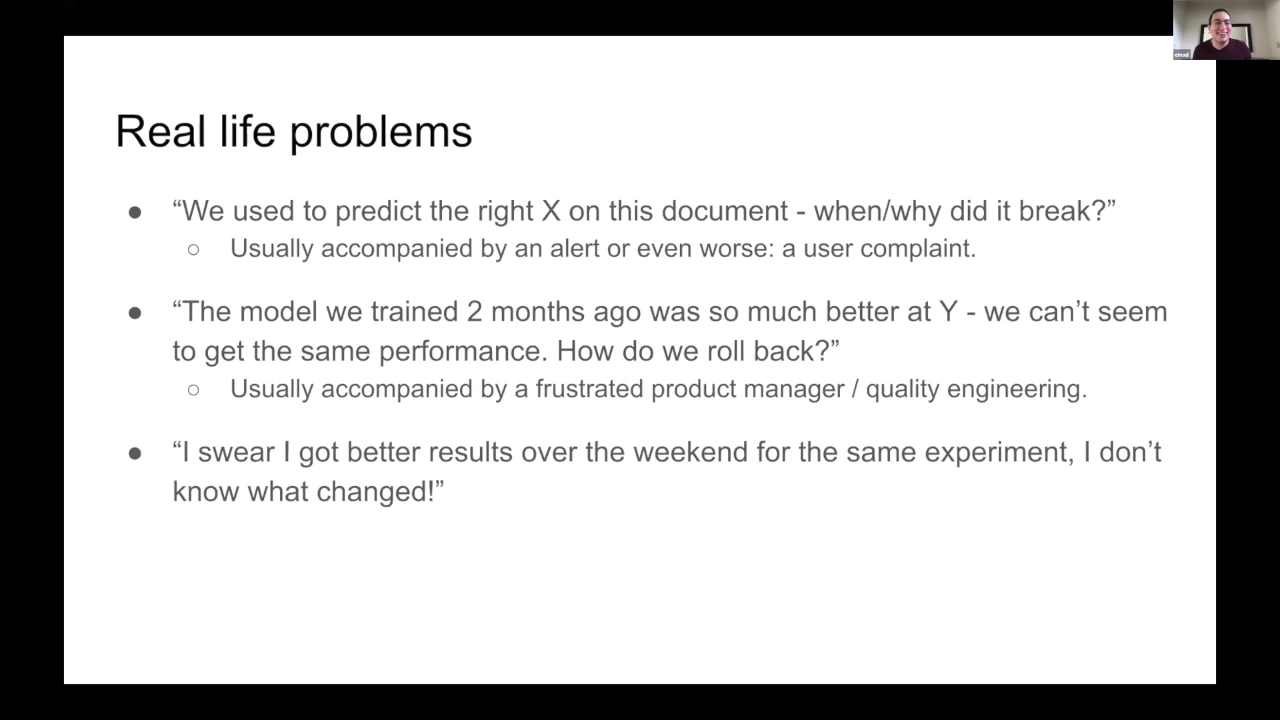 Real life problems
● “We used to predict the right X on this document - when/why did it break?”
○ Usually accompanied by an alert or even worse: a user complaint.
● “The model we trained 2 months ago was so much better at Y - we can’t seem
to get the same performance. How do we roll back?”
○ Usually accompanied by a frustrated product manager / quality engineering.
● “I swear I got better results over the weekend for the same experiment, I don’t
know what changed!”